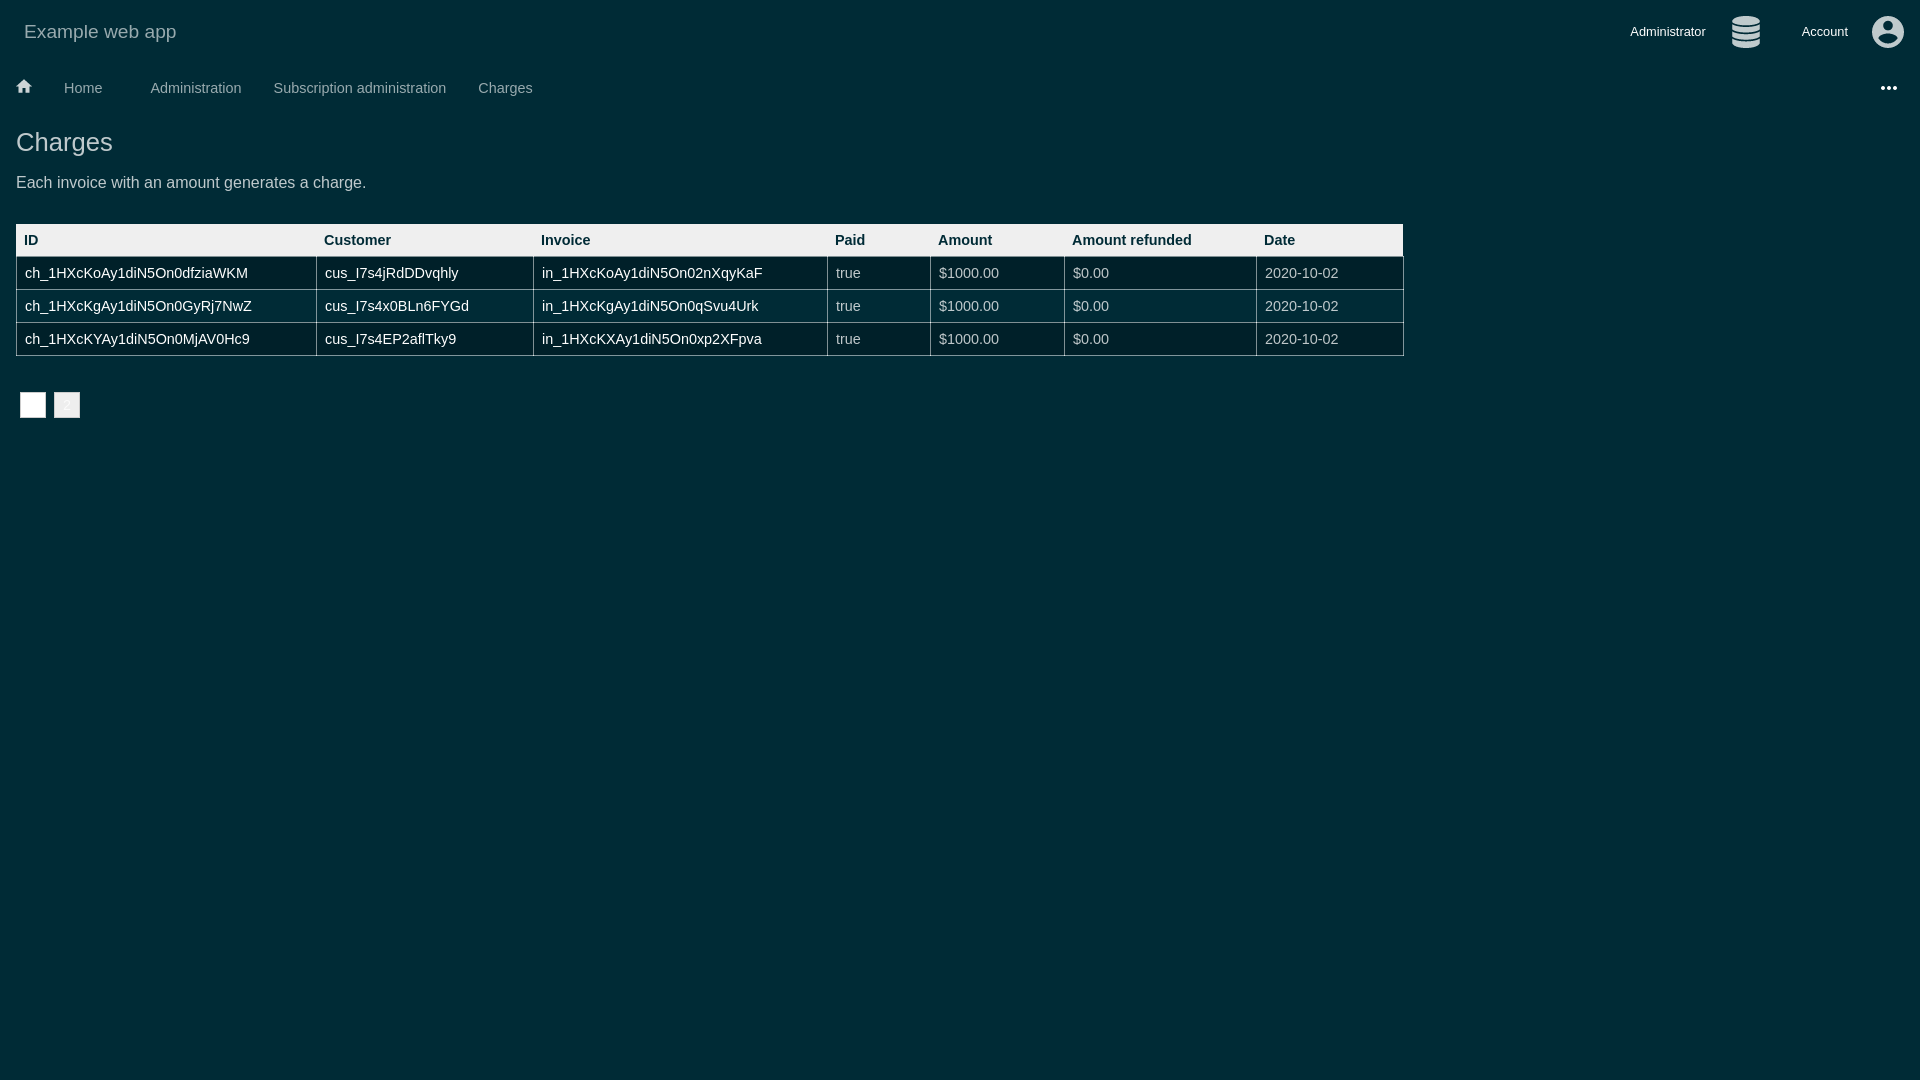 Example web app
Administrator
Account
Home
Administration
Subscription administration
Charges
Charges
Each invoice with an amount generates a charge.
ID Customer Invoice Paid Amount Amount refunded Date
ch_1HXcKoAy1diN5On0dfziaWKM cus_I7s4jRdDDvqhly in_1HXcKoAy1diN5On02nXqyKaF true $1000.00 $0.00 2020-10-02
ch_1HXcKgAy1diN5On0GyRj7NwZ cus_I7s4x0BLn6FYGd in_1HXcKgAy1diN5On0qSvu4Urk true $1000.00 $0.00 2020-10-02
ch_1HXcKYAy1diN5On0MjAV0Hc9 cus_I7s4EP2aflTky9 in_1HXcKXAy1diN5On0xp2XFpva true $1000.00 $0.00 2020-10-02
2